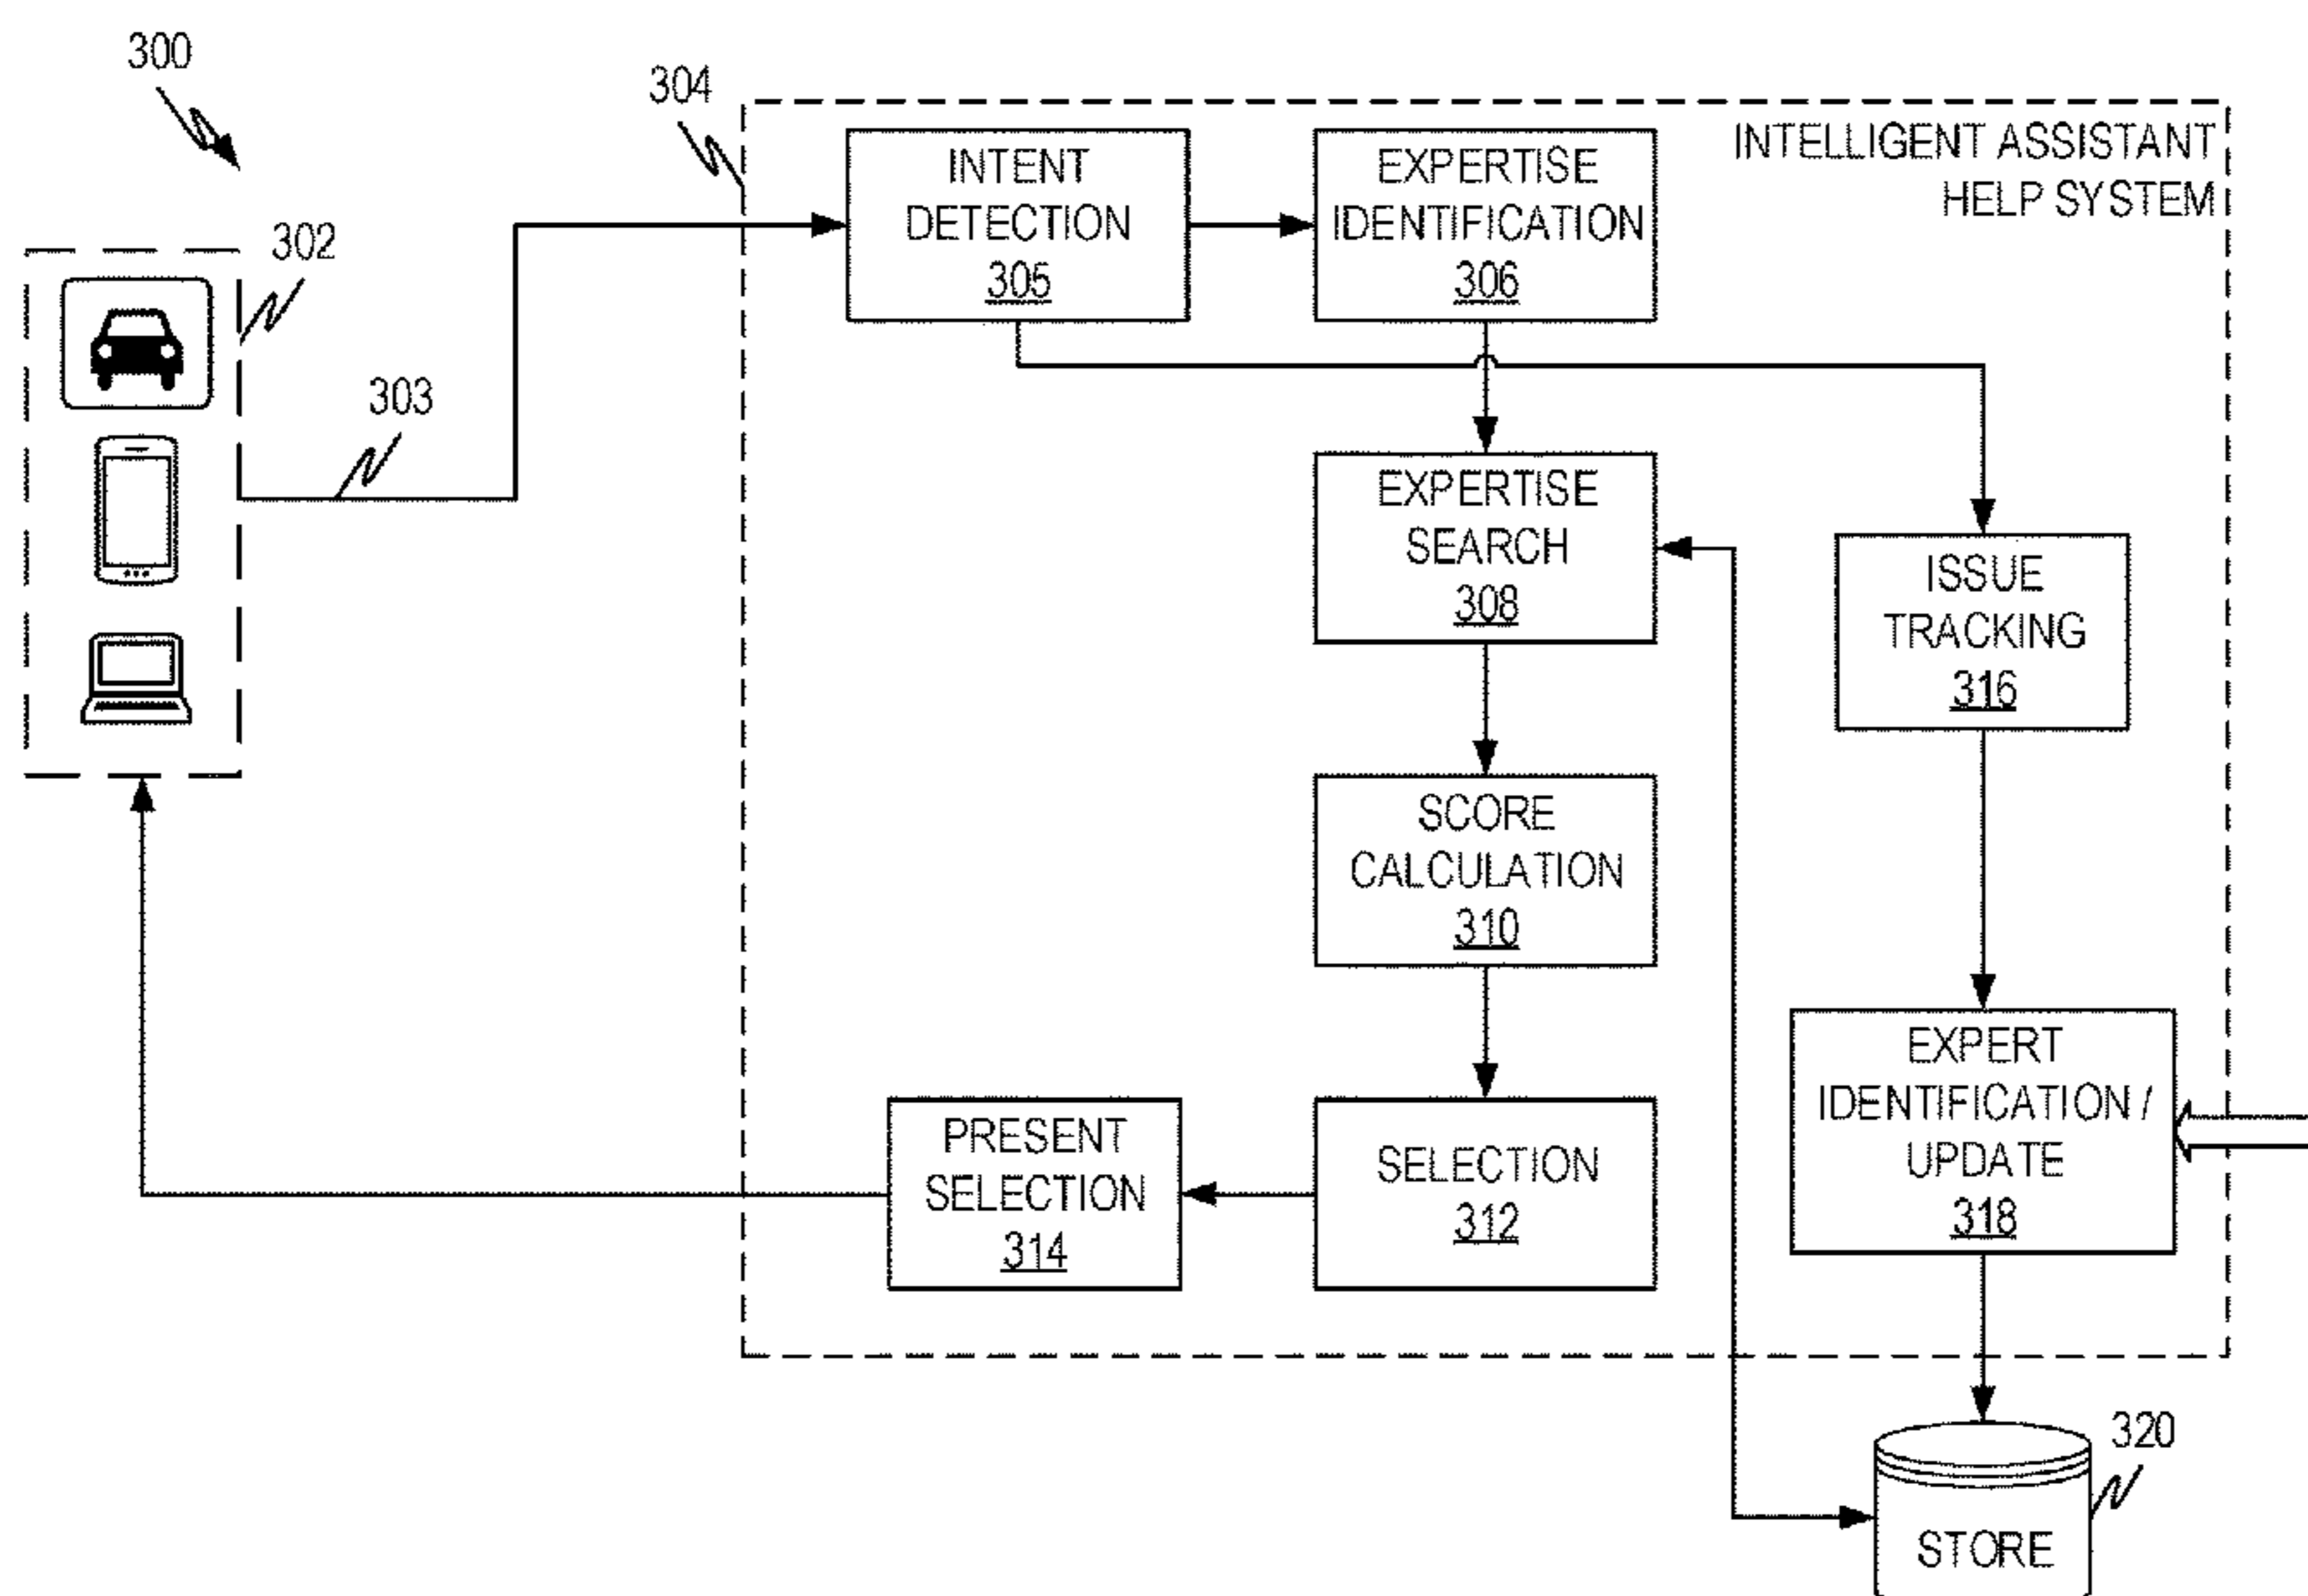 300
304
INTELLIGENT ASSISTANT
HELP SYSTEM
INTENT
DETECTION
305
EXPERTISE
IDENTIFICATION
306
302
303
EXPERTISE
SEARCH
308
ISSUE
TRACKING
316
SCORE
CALCULATION
310
EXPERT
IDENTIFICATION /
UPDATE
318
PRESENT
SELECTION
314
SELECTION
312
320
STORE